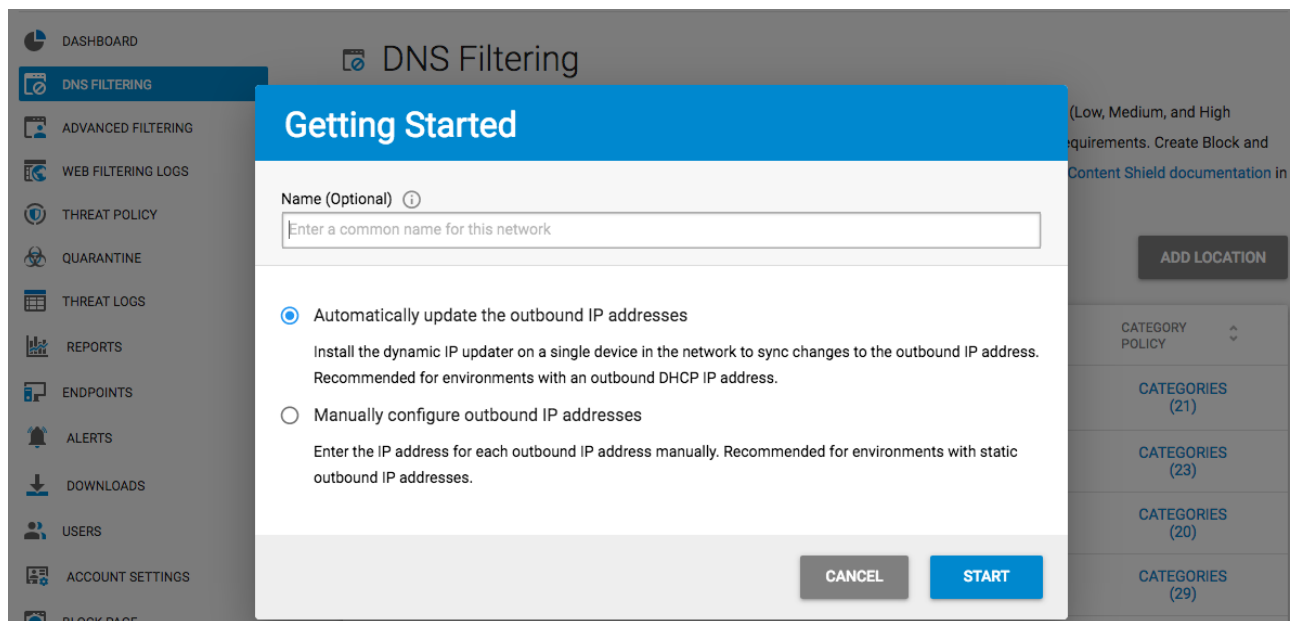 DASHBOARD
DNS FILTERING
ADVANCED FILTERING
WEB FILTERING LOGS
THREAT POLICY
QUARANTINE
THREAT LOGS
REPORTS
ENDPOINTS
ALERTS
DOWNLOADS
USERS
ACCOUNT SETTINGS
BLOCK PAGE
DNS Filtering
(Low, Medium, and High
equirements. Create Block and
Content Shield documentation in
ADD LOCATION
CATEGORY
POLICY
CATEGORIES
(21)
CATEGORIES
(23)
CATEGORIES
(20)
CATEGORIES
(29)
Getting Started
Name (Optional)
Enter a common name for this network
Automatically update the outbound IP addresses
Install the dynamic IP updater on a single device in the network to sync changes to the outbound IP address.
Recommended for environments with an outbound DHCP IP address.
Manually configure outbound IP addresses
Enter the IP address for each outbound IP address manually. Recommended for environments with static
outbound IP addresses.
CANCEL
START